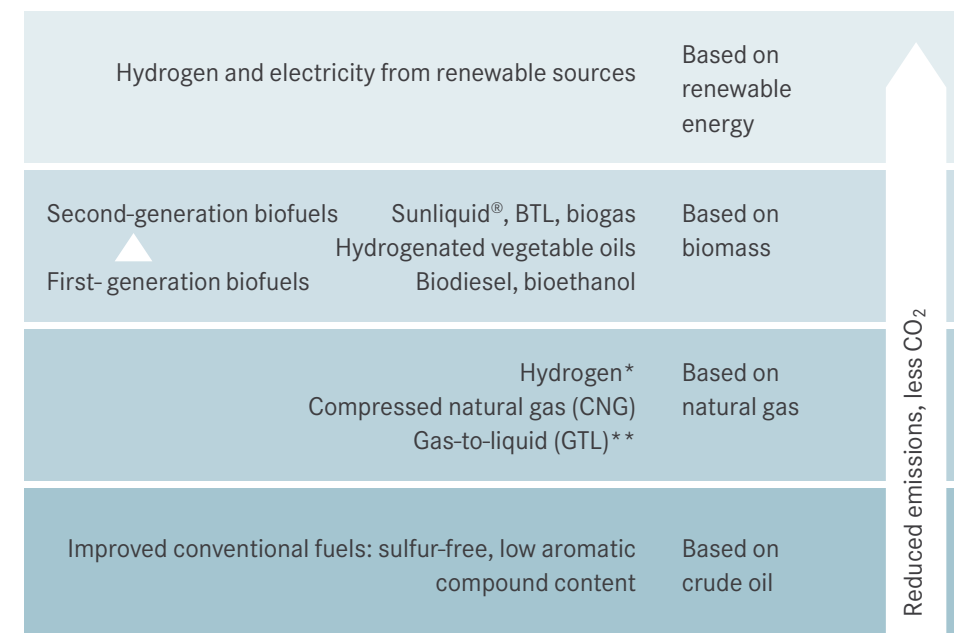 Hydrogen and electricity from renewable sources
Based on
renewable
energy
Second-generation biofuels
First- generation biofuels
Sunliquid®, BTL, biogas
Hydrogenated vegetable oils
Biodiesel, bioethanol
Based on
biomass
Hydrogen*
Compressed natural gas (CNG)
Gas-to-liquid (GTL)**
Based on
natural gas
Improved conventional fuels: sulfur-free, low aromatic
compound content
Based on
crude oil
Reduced emissions, less CO₂